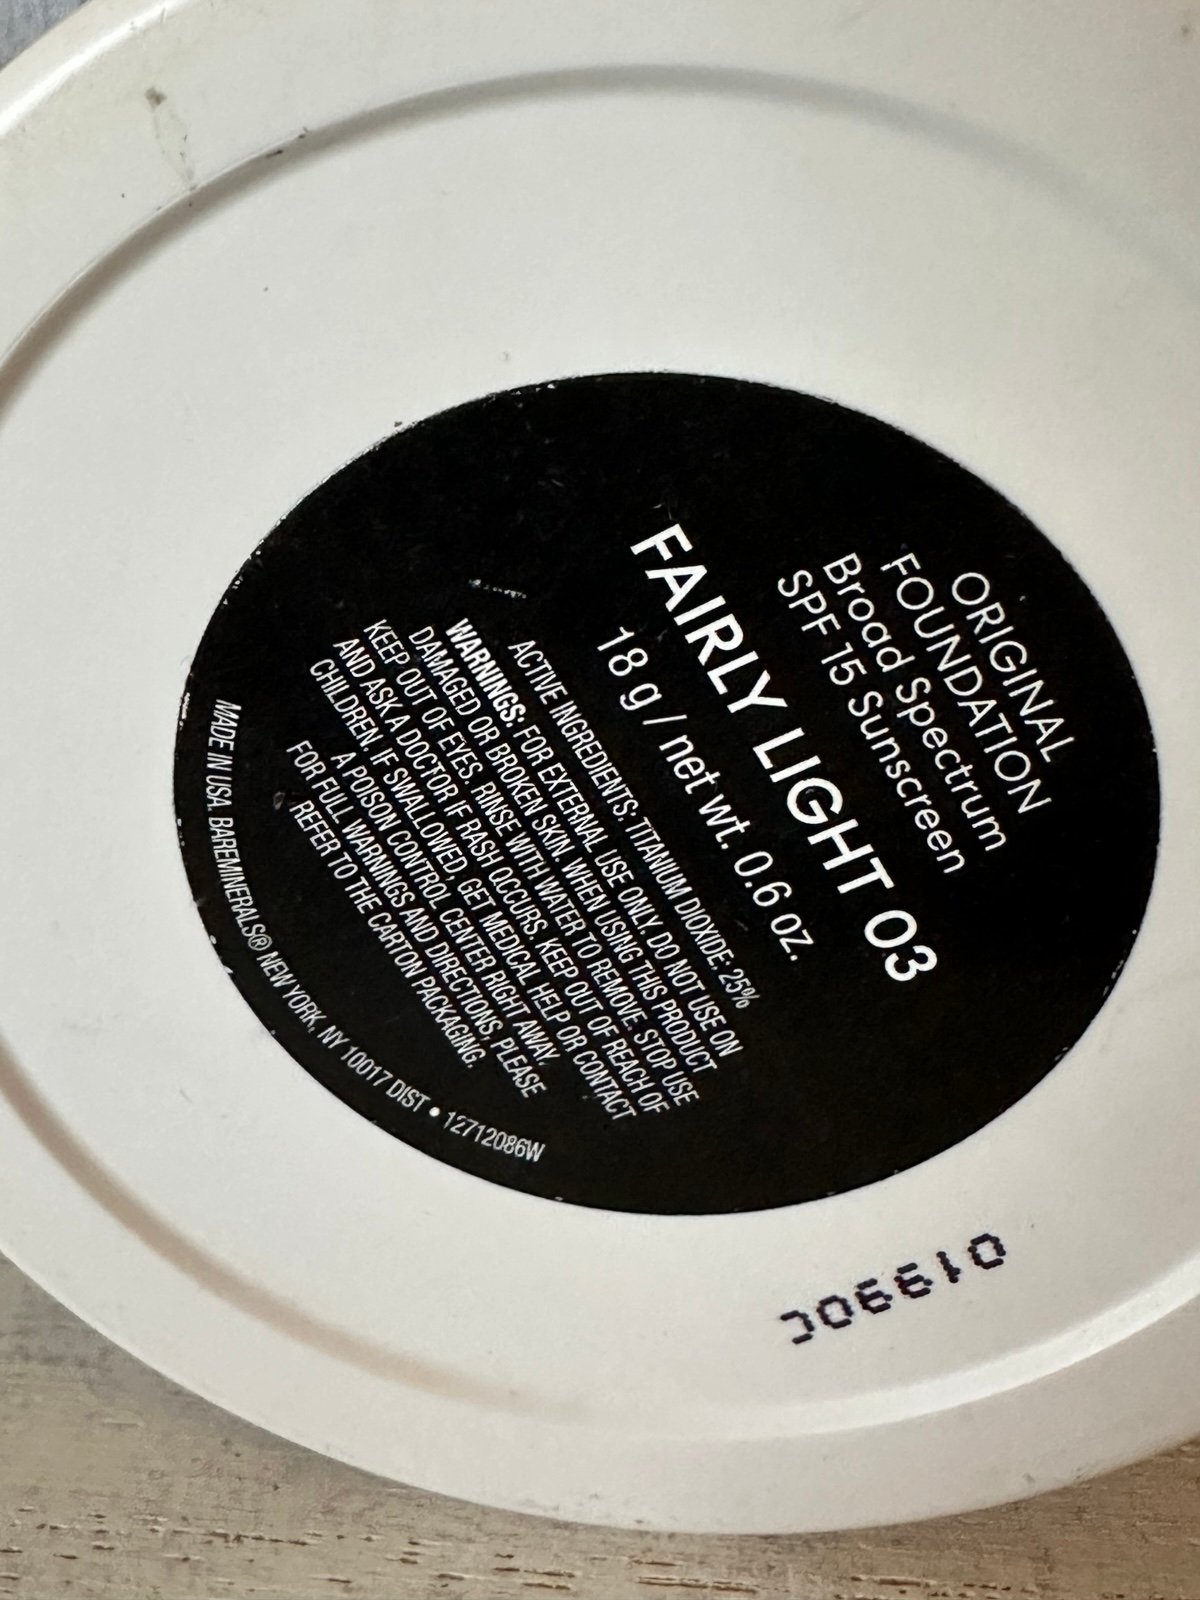 ORIGINAL
FOUNDATION
Broad Spectrum
SPF 15 Sunscreen
FAIRLY LIGHT 03
18 g / net wt. 0.6 oz.
ACTIVE INGREDIENTS: TITANIUM DIOXIDE: 25%
WARNINGS: FOR EXTERNAL USE ONLY. DO NOT USE ON
DAMAGED OR BROKEN SKIN. WHEN USING THIS PRODUCT
KEEP OUT OF EYES. RINSE WITH WATER TO REMOVE. STOP USE
AND ASK A DOCTOR IF RASH OCCURS. KEEP OUT OF REACH OF
CHILDREN. IF SWALLOWED, GET MEDICAL HELP OR CONTACT
A POISON CONTROL CENTER RIGHT AWAY.
FOR FULL WARNINGS AND DIRECTIONS, PLEASE
REFER TO THE CARTON PACKAGING.
MADE IN USA. BAREMINERALS® NEW YORK, NY 10017 DIST • 12712086W